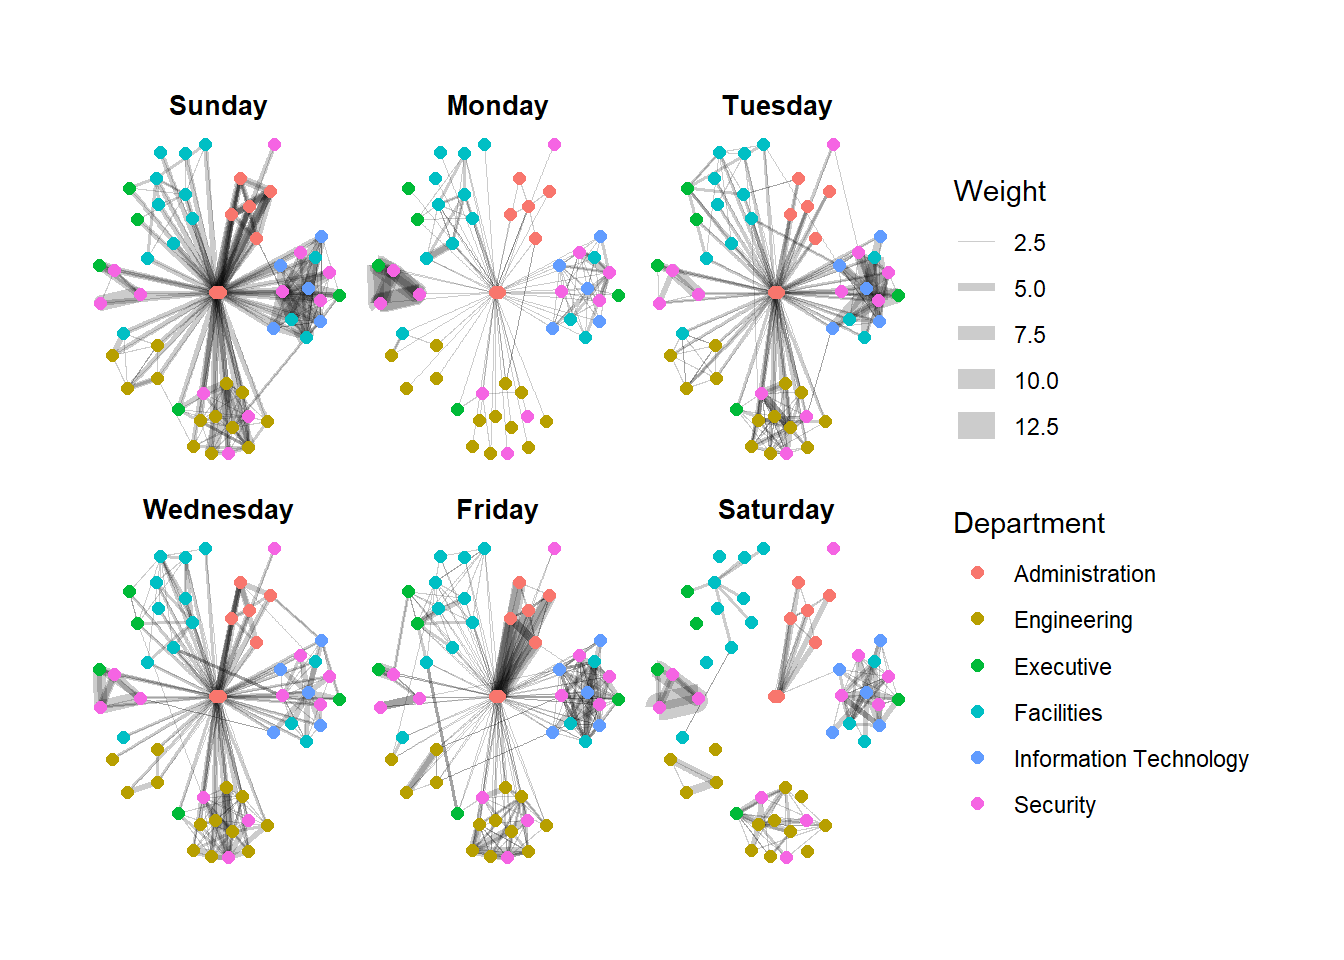 Sunday
Monday
Tuesday
Wednesday
Friday
Saturday
Weight
2.5
5.0
7.5
10.0
12.5
Department
Administration
Engineering
Executive
Facilities
Information Technology
Security